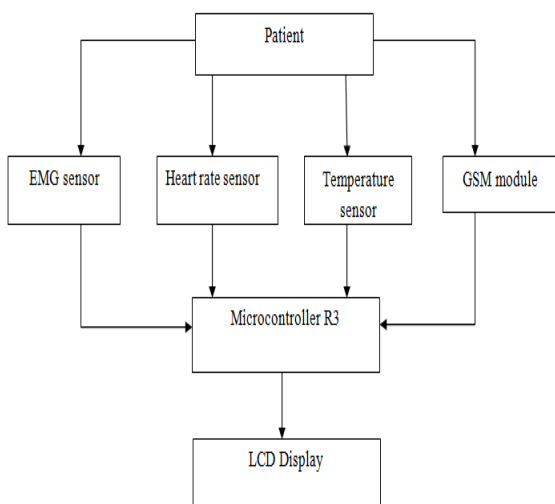 Patient
EMG sensor
Heart rate sensor
Temperature
sensor
GSM module
Microcontroller R3
LCD Display